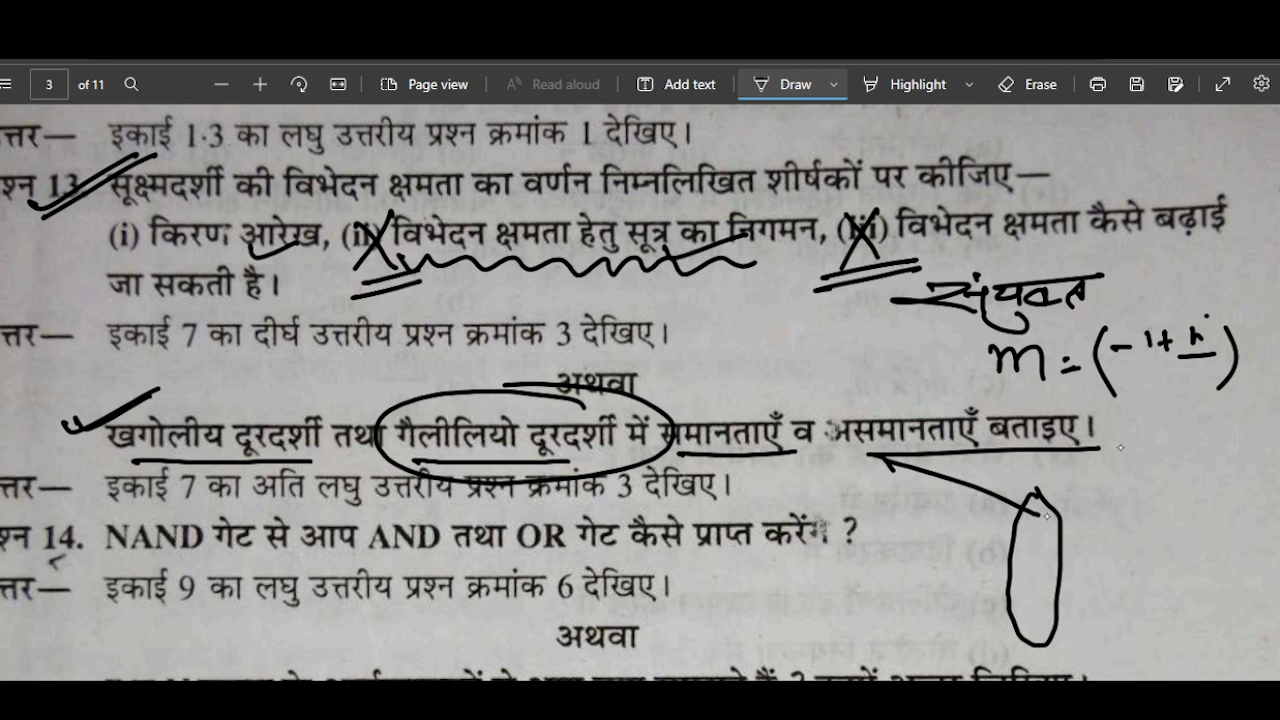 3 of 11 Page view Read aloud Add text Draw Highlight Erase
त्तर— इकाई 1·3 का लघु उत्तरीय प्रश्न क्रमांक 1 देखिए।
श्न 13. सूक्ष्मदर्शी की विभेदन क्षमता का वर्णन निम्नलिखित शीर्षकों पर कीजिए—
(i) किरण आरेख, (ii) विभेदन क्षमता हेतु सूत्र का निगमन, (iii) विभेदन क्षमता कैसे बढ़ाई
जा सकती है।
संयुक्त
त्तर— इकाई 7 का दीर्घ उत्तरीय प्रश्न क्रमांक 3 देखिए।
m = (-1+
अथवा
खगोलीय दूरदर्शी तथा गैलीलियो दूरदर्शी में समानताएँ व असमानताएँ बताइए।
त्तर— इकाई 7 का अति लघु उत्तरीय प्रश्न क्रमांक 3 देखिए।
श्न 14. NAND गेट से आप AND तथा OR गेट कैसे प्राप्त करेंगे ?
त्तर— इकाई 9 का लघु उत्तरीय प्रश्न क्रमांक 6 देखिए।
अथवा